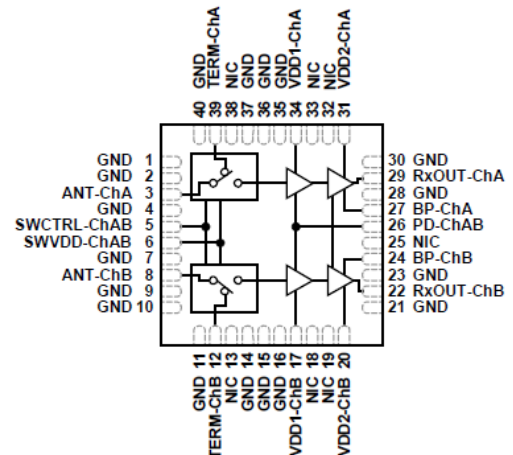 GND 40
TERM-ChA 39
NIC 38
GND 37
GND 36
GND 35
VDD1-ChA 34
NIC 33
NIC 32
VDD2-ChA 31
GND 1
GND 2
ANT-ChA 3
GND 4
SWCTRL-ChAB 5
SWVDD-ChAB 6
GND 7
ANT-ChB 8
GND 9
GND 10
30 GND
29 RxOUT-ChA
28 GND
27 BP-ChA
26 PD-ChAB
25 NIC
24 BP-ChB
23 GND
22 RxOUT-ChB
21 GND
GND 11
TERM-ChB 12
NIC 13
GND 14
GND 15
GND 16
VDD1-ChB 17
NIC 18
NIC 19
VDD2-ChB 20